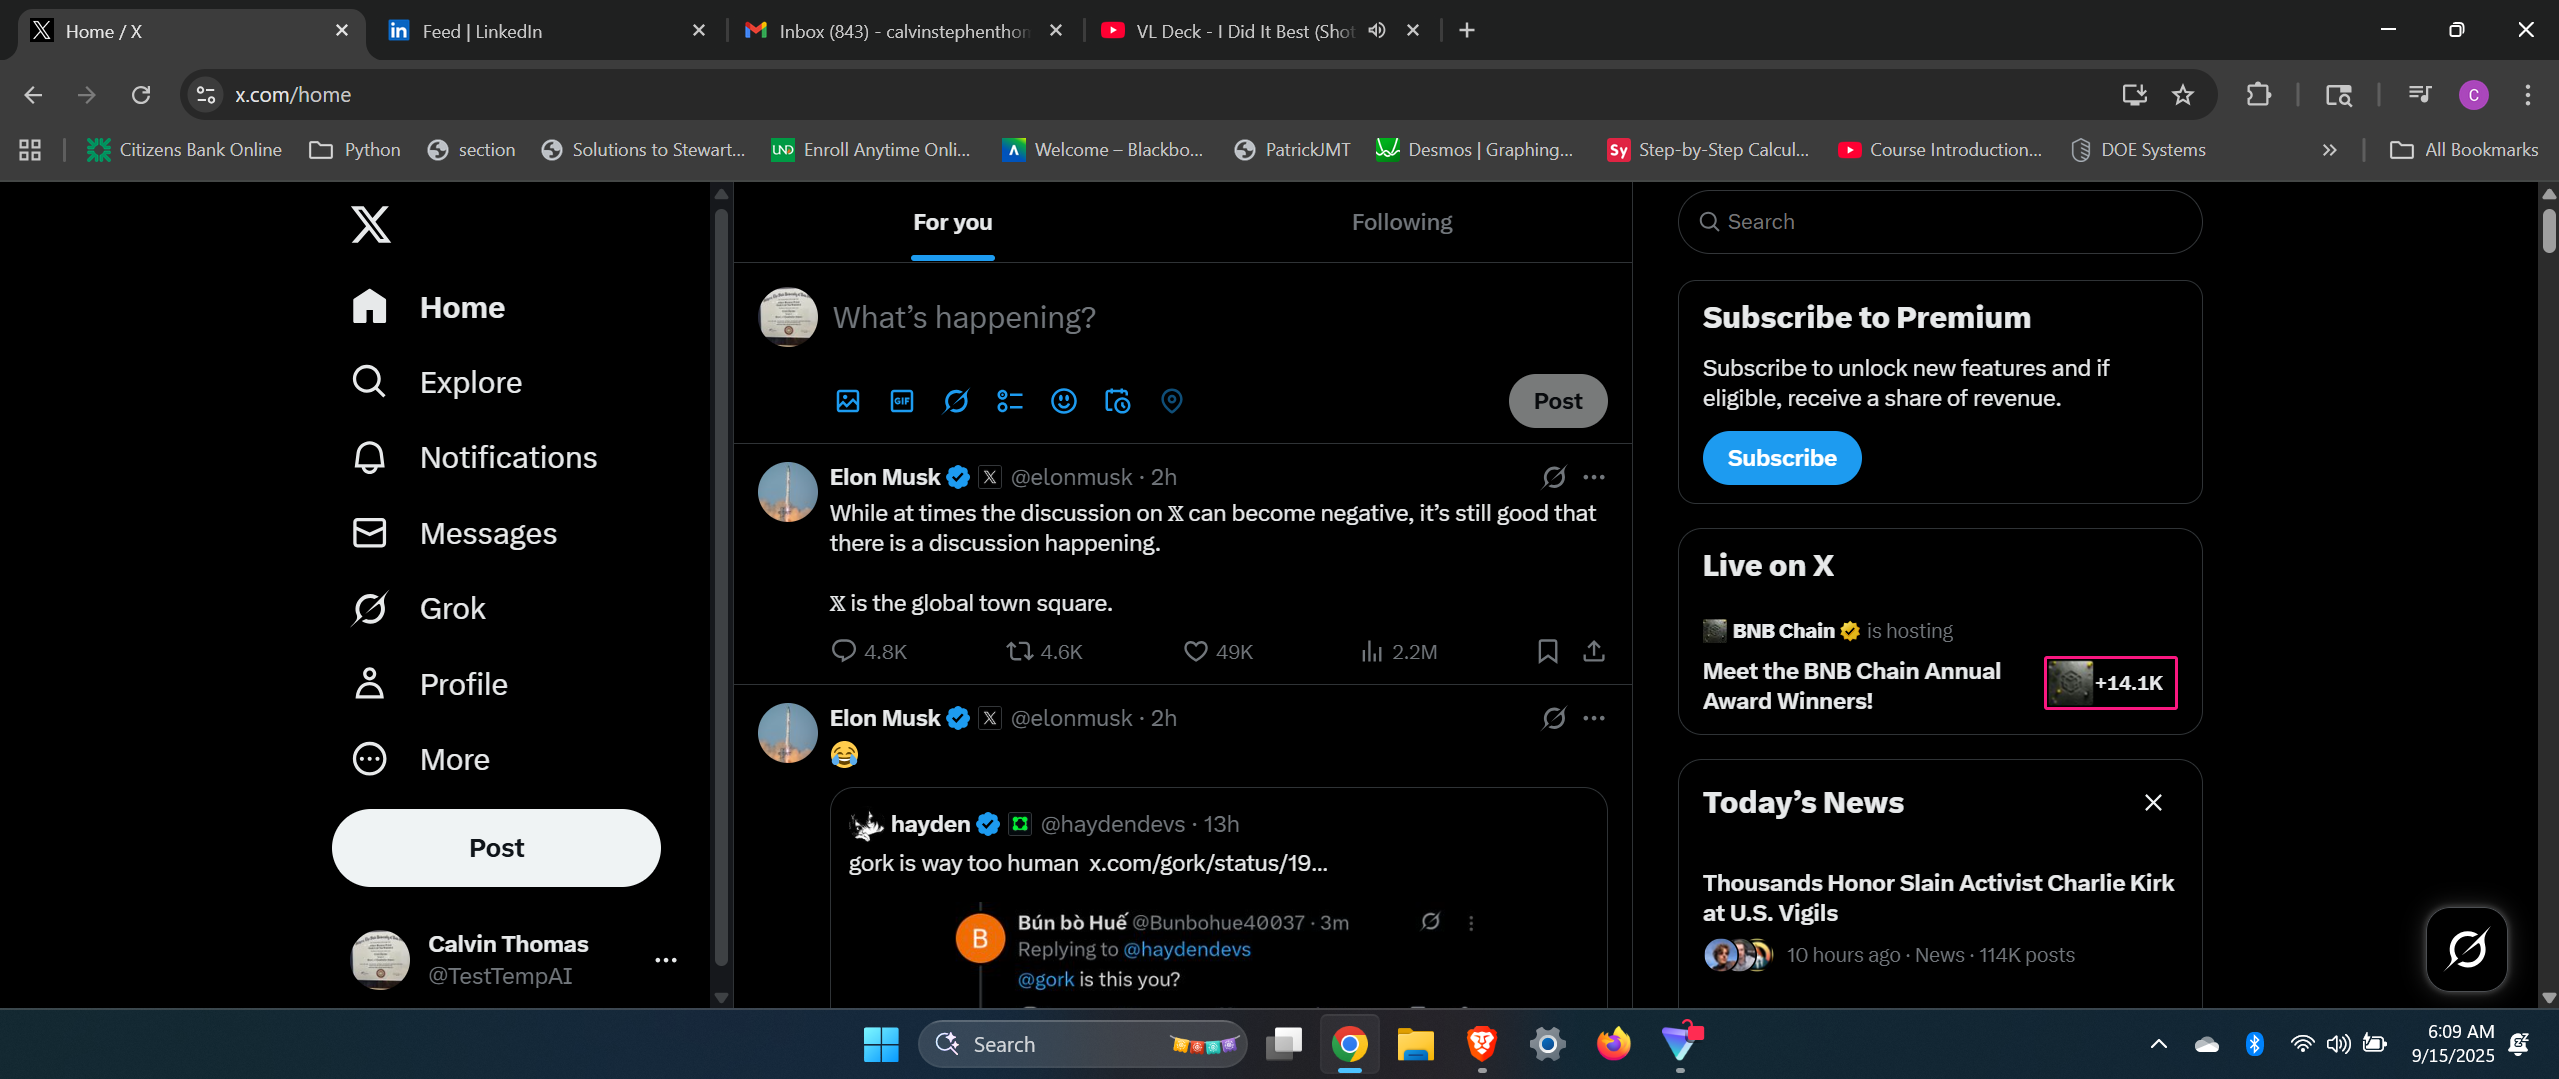 Home / X
Feed | LinkedIn
Inbox (843) - calvinstephenthon
VL Deck - I Did It Best (Shot
x.com/home
C
Citizens Bank Online
Python
section
Solutions to Stewart...
UND
Enroll Anytime Onli...
Welcome – Blackbo...
PatrickJMT
Desmos | Graphing...
Sy
Step-by-Step Calcul...
Course Introduction...
DOE Systems
All Bookmarks
Home
Explore
Notifications
Messages
Grok
Profile
More
Post
Calvin Thomas
@TestTempAI
For you
Following
What's happening?
GIF
Post
Elon Musk @elonmusk · 2h
While at times the discussion on 𝕏 can become negative, it's still good that
there is a discussion happening.
𝕏 is the global town square.
4.8K 4.6K 49K 2.2M
Elon Musk @elonmusk · 2h
😂
hayden @haydendevs · 13h
gork is way too human x.com/gork/status/19...
B
Bún bò Huế @Bunbohue40037 · 3m
Replying to @haydendevs
@gork is this you?
Search
Subscribe to Premium
Subscribe to unlock new features and if
eligible, receive a share of revenue.
Subscribe
Live on X
BNB Chain is hosting
Meet the BNB Chain Annual
Award Winners!
+14.1K
Today's News
Thousands Honor Slain Activist Charlie Kirk
at U.S. Vigils
10 hours ago · News · 114K posts
Search
6:09 AM
9/15/2025